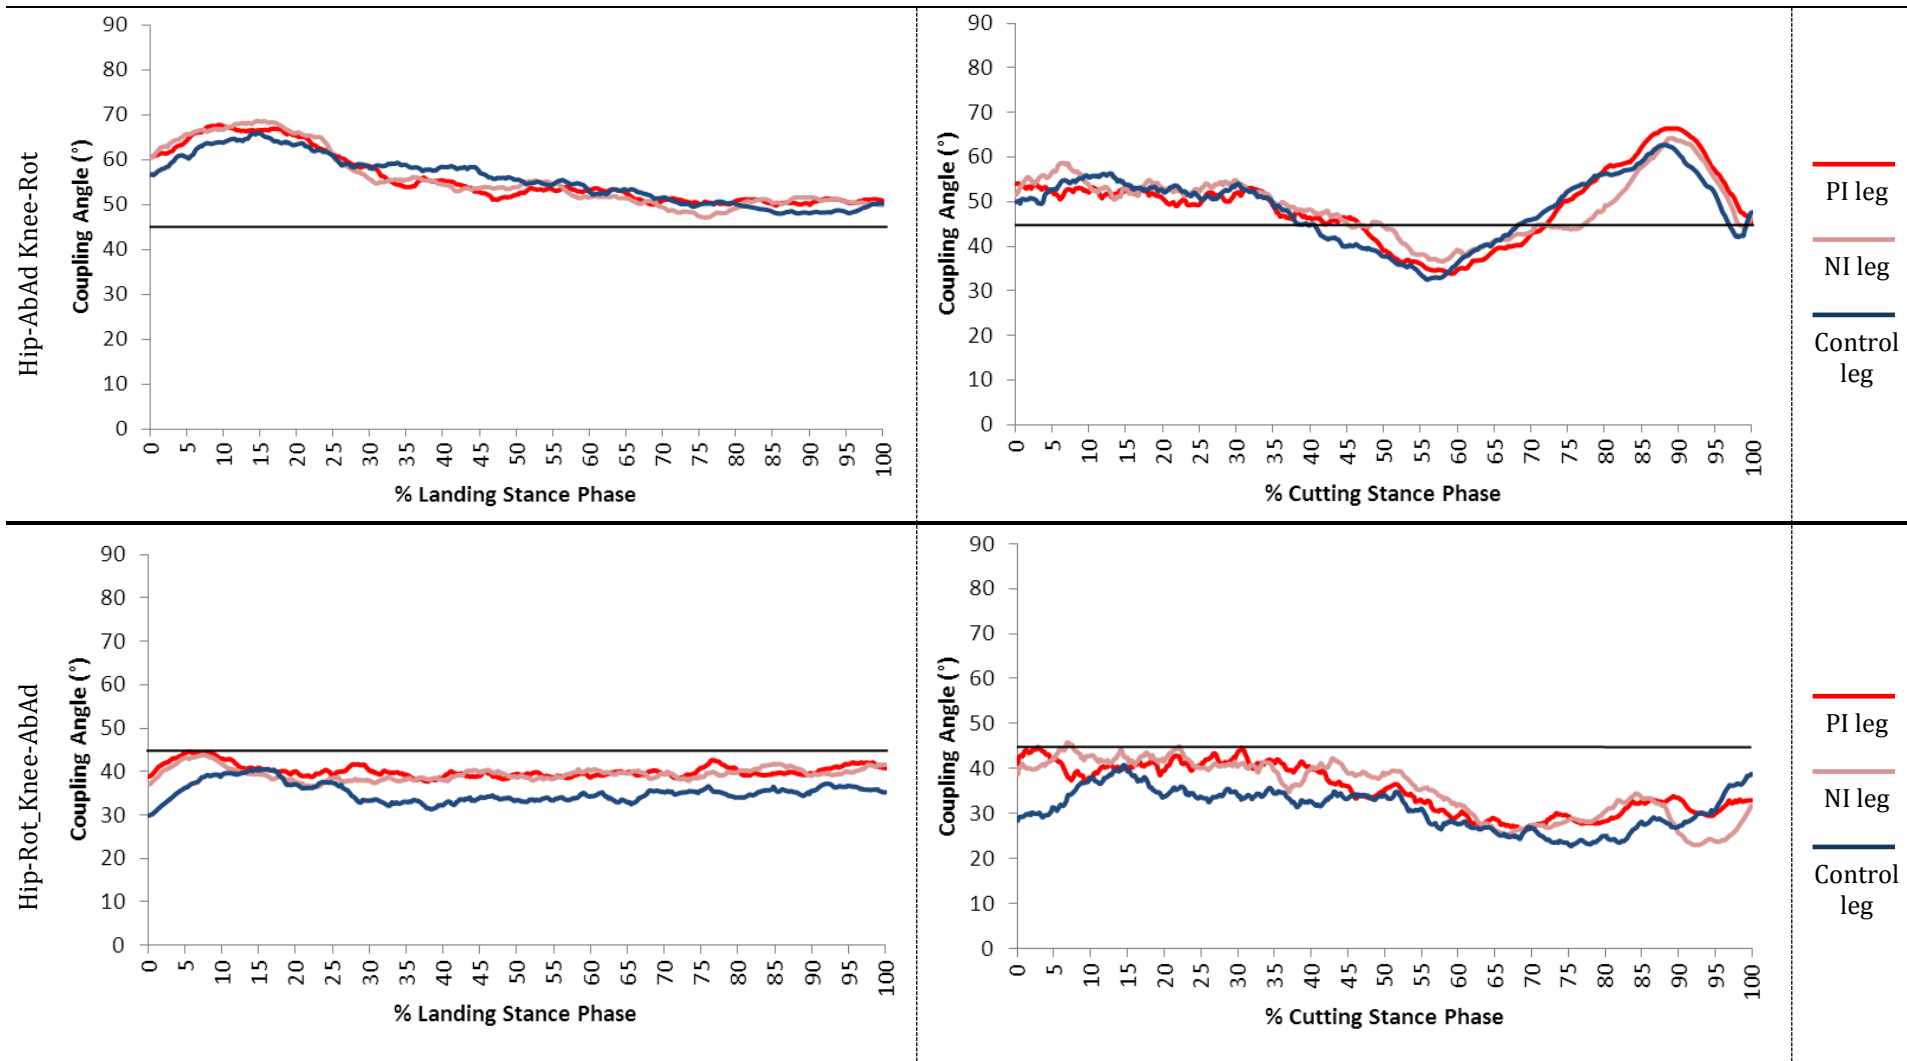 Hip-AbAd Knee-Rot
Coupling Angle (°)
90
80
70
60
50
40
30
20
10
0
0 5 10 15 20 25 30 35 40 45 50 55 60 65 70 75 80 85 90 95 100
% Landing Stance Phase
Coupling Angle (°)
90
80
70
60
50
40
30
20
10
0
0 5 10 15 20 25 30 35 40 45 50 55 60 65 70 75 80 85 90 95 100
% Cutting Stance Phase
PI leg
NI leg
Control
leg
Hip-Rot_Knee-AbAd
Coupling Angle (°)
90
80
70
60
50
40
30
20
10
0
0 5 10 15 20 25 30 35 40 45 50 55 60 65 70 75 80 85 90 95 100
% Landing Stance Phase
Coupling Angle (°)
90
80
70
60
50
40
30
20
10
0
0 5 10 15 20 25 30 35 40 45 50 55 60 65 70 75 80 85 90 95 100
% Cutting Stance Phase
PI leg
NI leg
Control
leg